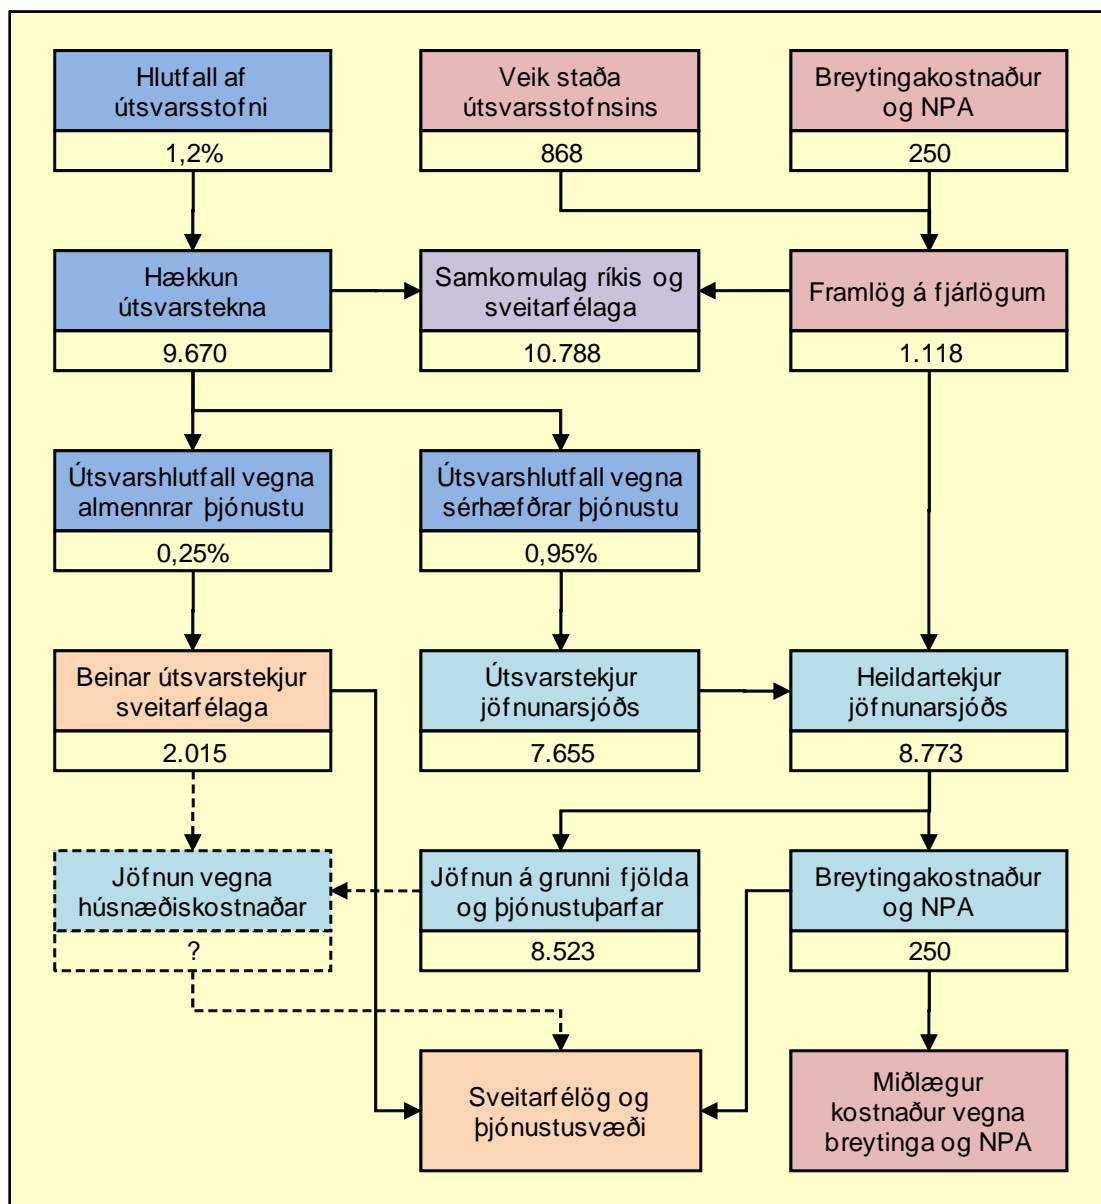 Hlutfall af
útsvarsstofni
1,2%
Veik staða
útsvarsstofnsins
868
Breytingakostnaður
og NPA
250
Hækkun
útsvarstekna
9.670
Samkomulag ríkis og
sveitarfélaga
10.788
Framlög á fjárlögum
1.118
Útsvarshlutfall vegna
almennrar þjónustu
0,25%
Útsvarshlutfall vegna
sérhæfðrar þjónustu
0,95%
Beinar útsvarstekjur
sveitarfélaga
2.015
Útsvarstekjur
jöfnunarsjóðs
7.655
Heildartekjur
jöfnunarsjóðs
8.773
Jöfnun vegna
húsnæðiskostnaðar
?
Jöfnun á grunni fjölda
og þjónustuþarfar
8.523
Breytingakostnaður
og NPA
250
Sveitarfélög og
þjónustusvæði
Miðlægur
kostnaður vegna
breytinga og NPA